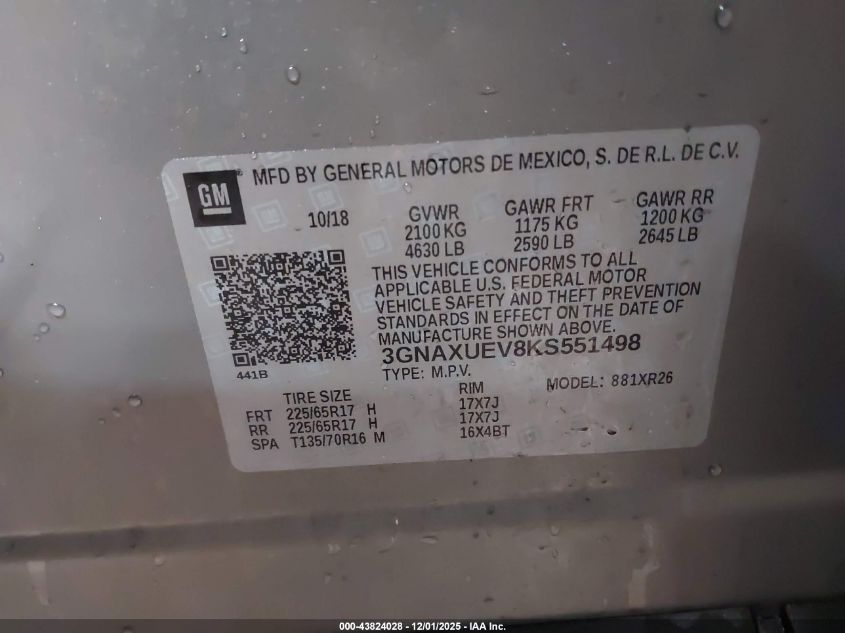 GM ® MFD BY GENERAL MOTORS DE MEXICO, S. DE R.L. DE C.V.
10/18 GVWR GAWR FRT GAWR RR
2100 KG 1175 KG 1200 KG
4630 LB 2590 LB 2645 LB
THIS VEHICLE CONFORMS TO ALL
APPLICABLE U.S. FEDERAL MOTOR
VEHICLE SAFETY AND THEFT PREVENTION
STANDARDS IN EFFECT ON THE DATE OF
MANUFACTURE SHOWN ABOVE.
441B
3GNAXUEV8KS551498
TYPE: M.P.V. MODEL: 881XR26
TIRE SIZE RIM
FRT 225/65R17 H 17X7J
RR 225/65R17 H 17X7J
SPA T135/70R16 M 16X4BT
000-43824028 - 12/01/2025 - IAA Inc.